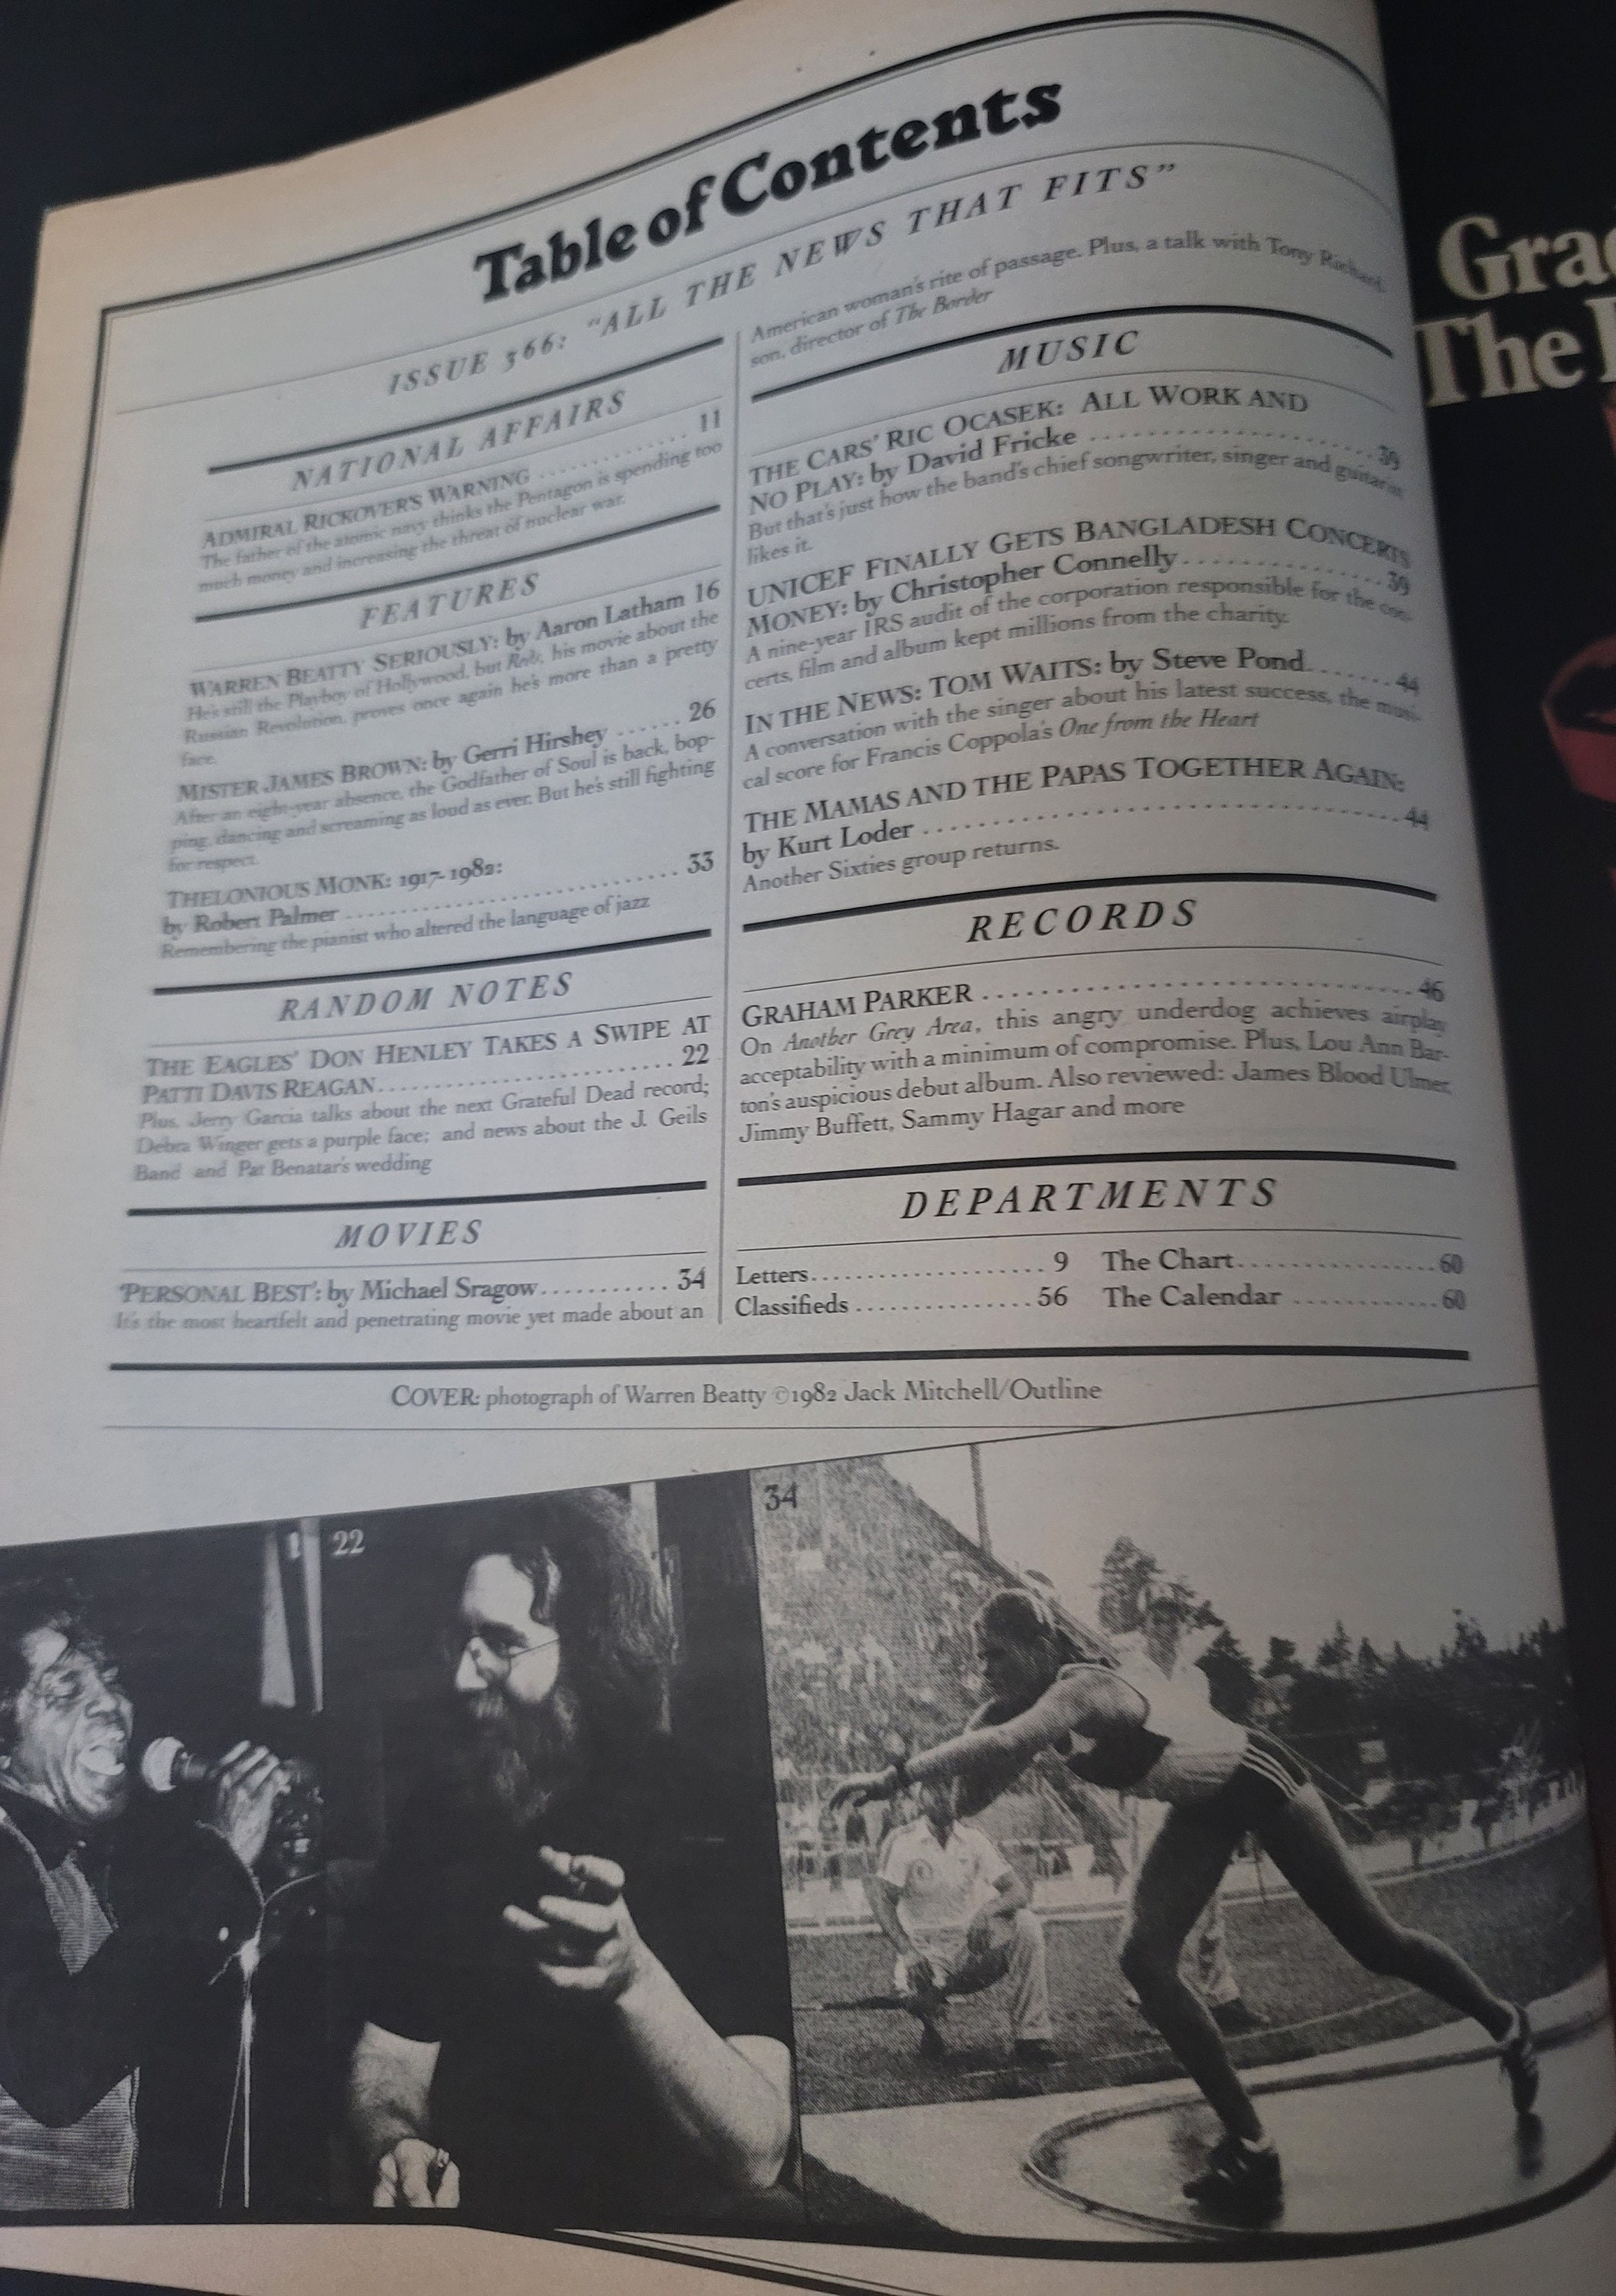 Table of Contents
ISSUE 366: "ALL THE NEWS THAT FITS"
NATIONAL AFFAIRS
ADMIRAL RICKOVER'S WARNING .............. 11
The father of the atomic navy thinks the Pentagon is spending too
much money and increasing the threat of nuclear war.
FEATURES
WARREN BEATTY SERIOUSLY: by Aaron Latham 16
He's still the Playboy of Hollywood, but Reds, his movie about the
Russian Revolution, proves once again he's more than a pretty
face.
MISTER JAMES BROWN: by Gerri Hirshey ...... 26
After an eight-year absence, the Godfather of Soul is back, bop-
ping, dancing and screaming as loud as ever. But he's still fighting
for respect.
THELONIOUS MONK: 1917-1982:
by Robert Palmer .............................. 33
Remembering the pianist who altered the language of jazz
RANDOM NOTES
THE EAGLES' DON HENLEY TAKES A SWIPE AT
PATTI DAVIS REAGAN.......................... 22
Plus, Jerry Garcia talks about the next Grateful Dead record;
Debra Winger gets a purple face; and news about the J. Geils
Band and Pat Benatar's wedding
MOVIES
'PERSONAL BEST': by Michael Sragow.......... 34
It's the most heartfelt and penetrating movie yet made about an
American woman's rite of passage. Plus, a talk with Tony Richard-
son, director of The Border
MUSIC
THE CARS' RIC OCASEK: ALL WORK AND
NO PLAY: by David Fricke ........................ 39
But that's just how the band's chief songwriter, singer and guitarist
likes it.
UNICEF FINALLY GETS BANGLADESH CONCERTS
MONEY: by Christopher Connelly................ 39
A nine-year IRS audit of the corporation responsible for the con-
certs, film and album kept millions from the charity.
IN THE NEWS: TOM WAITS: by Steve Pond........ 44
A conversation with the singer about his latest success, the musi-
cal score for Francis Coppola's One from the Heart
THE MAMAS AND THE PAPAS TOGETHER AGAIN:
by Kurt Loder ................................... 44
Another Sixties group returns.
RECORDS
GRAHAM PARKER ............................... 46
On Another Grey Area, this angry underdog achieves airplay
acceptability with a minimum of compromise. Plus, Lou Ann Bar-
ton's auspicious debut album. Also reviewed: James Blood Ulmer,
Jimmy Buffett, Sammy Hagar and more
DEPARTMENTS
Letters.................... 9 The Chart................ 60
Classifieds ............... 56 The Calendar ............ 60
COVER: photograph of Warren Beatty ©1982 Jack Mitchell/Outline
22
34
The